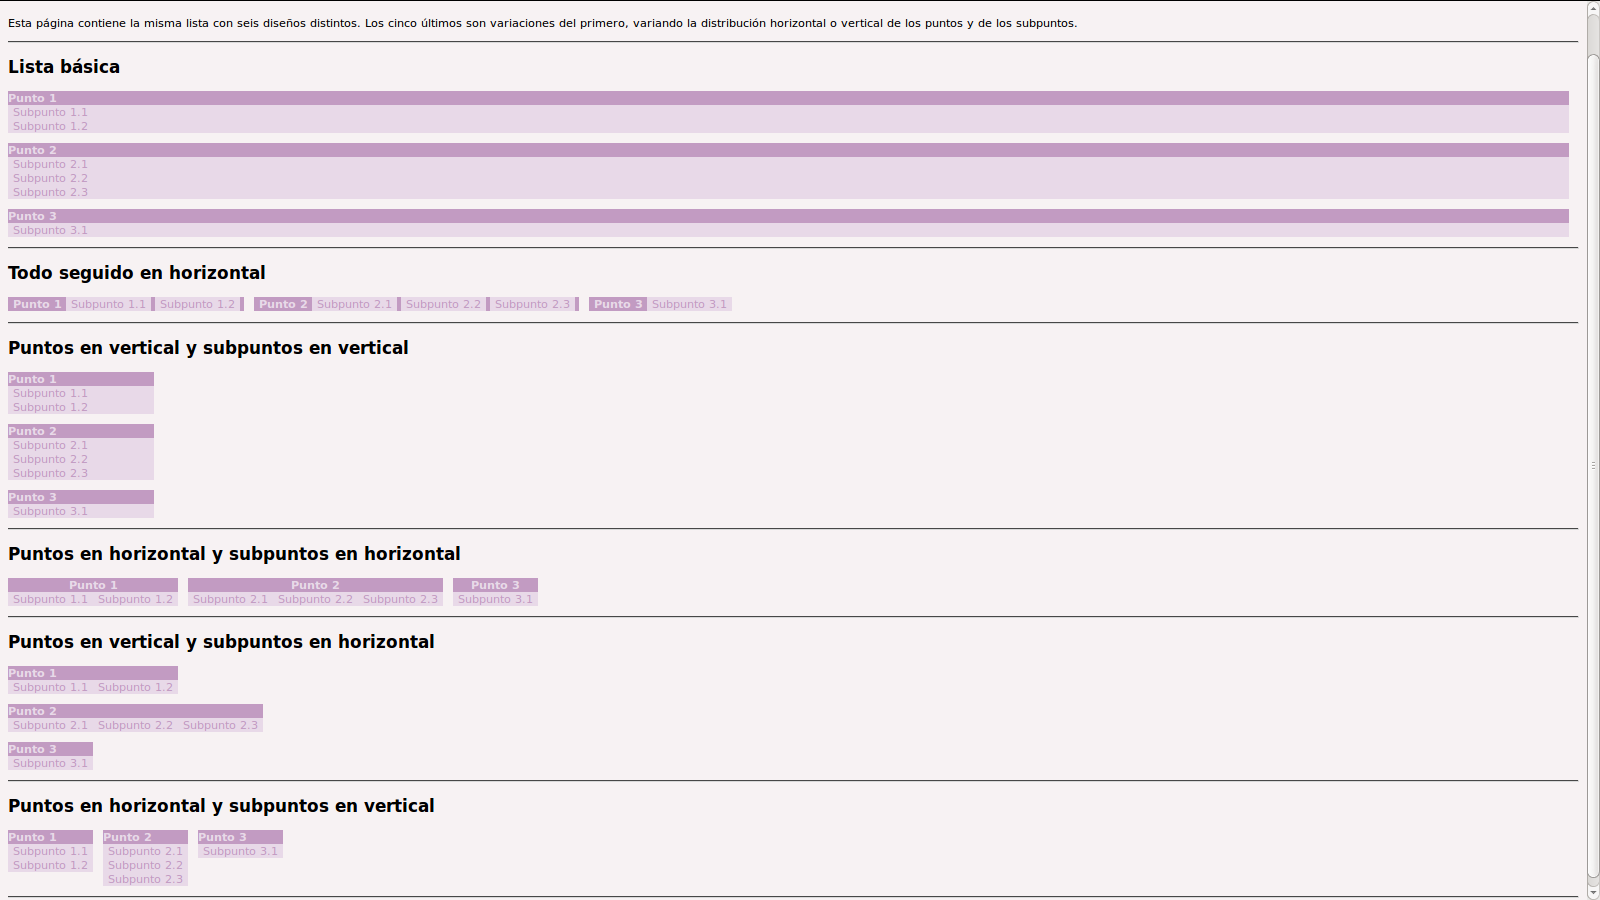 Esta página contiene la misma lista con seis diseños distintos. Los cinco últimos son variaciones del primero, variando la distribución horizontal o vertical de los puntos y de los subpuntos.
Lista básica
Punto 1
Subpunto 1.1
Subpunto 1.2
Punto 2
Subpunto 2.1
Subpunto 2.2
Subpunto 2.3
Punto 3
Subpunto 3.1
Todo seguido en horizontal
Punto 1 Subpunto 1.1 Subpunto 1.2 Punto 2 Subpunto 2.1 Subpunto 2.2 Subpunto 2.3 Punto 3 Subpunto 3.1
Puntos en vertical y subpuntos en vertical
Punto 1
Subpunto 1.1
Subpunto 1.2
Punto 2
Subpunto 2.1
Subpunto 2.2
Subpunto 2.3
Punto 3
Subpunto 3.1
Puntos en horizontal y subpuntos en horizontal
Punto 1 Punto 2 Punto 3
Subpunto 1.1 Subpunto 1.2 Subpunto 2.1 Subpunto 2.2 Subpunto 2.3 Subpunto 3.1
Puntos en vertical y subpuntos en horizontal
Punto 1
Subpunto 1.1 Subpunto 1.2
Punto 2
Subpunto 2.1 Subpunto 2.2 Subpunto 2.3
Punto 3
Subpunto 3.1
Puntos en horizontal y subpuntos en vertical
Punto 1 Punto 2 Punto 3
Subpunto 1.1 Subpunto 2.1 Subpunto 3.1
Subpunto 1.2 Subpunto 2.2
Subpunto 2.3